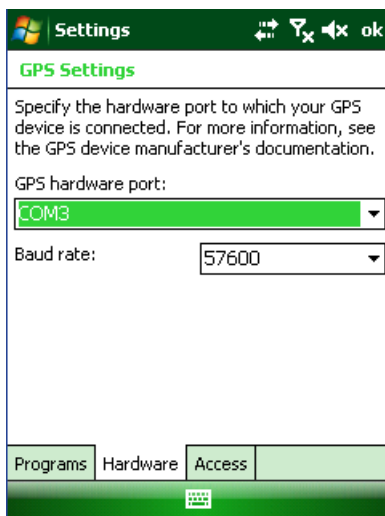 Settings
ok
GPS Settings
Specify the hardware port to which your GPS
device is connected. For more information, see
the GPS device manufacturer's documentation.
GPS hardware port:
COM3
Baud rate:
57600
Programs
Hardware
Access